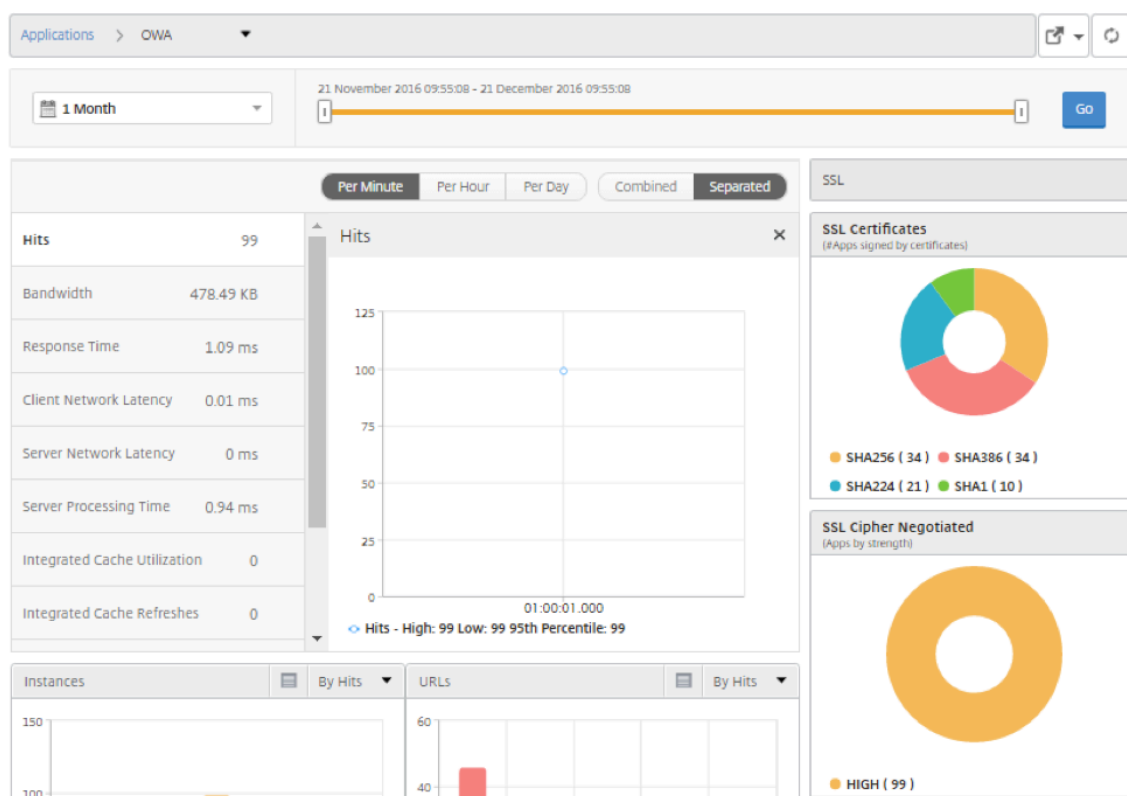 Applications > OWA
1 Month
21 November 2016 09:55:08 - 21 December 2016 09:55:08
Go
Per Minute Per Hour Per Day Combined Separated
Hits 99
Bandwidth 478.49 KB
Response Time 1.09 ms
Client Network Latency 0.01 ms
Server Network Latency 0 ms
Server Processing Time 0.94 ms
Integrated Cache Utilization 0
Integrated Cache Refreshes 0
Hits
125
100
75
50
25
0
01:00:01.000
Hits - High: 99 Low: 99 95th Percentile: 99
SSL
SSL Certificates
(#Apps signed by certificates)
SHA256 ( 34 ) SHA386 ( 34 )
SHA224 ( 21 ) SHA1 ( 10 )
SSL Cipher Negotiated
(Apps by strength)
HIGH ( 99 )
Instances By Hits
150
100
URLs By Hits
60
40